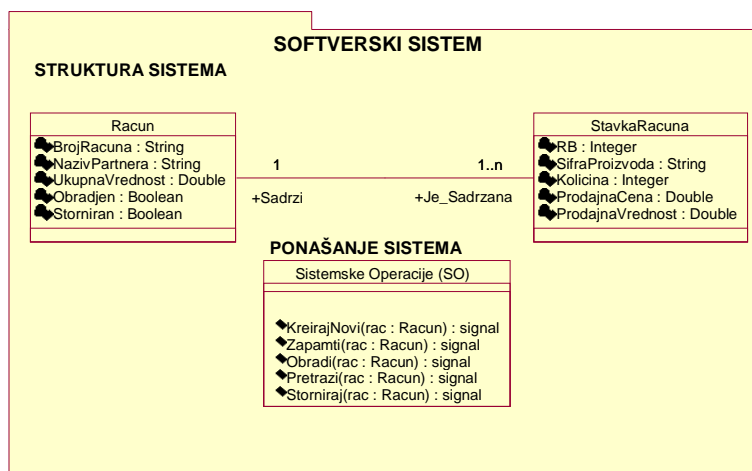 SOFTVERSKI SISTEM
STRUKTURA SISTEMA
Racun
BrojRacuna : String
NazivPartnera : String
UkupnaVrednost : Double
Obradjen : Boolean
Storniran : Boolean
1
+Sadrzi
1..n
+Je_Sadrzana
StavkaRacuna
RB : Integer
SifraProizvoda : String
Kolicina : Integer
ProdajnaCena : Double
ProdajnaVrednost : Double
PONAŠANJE SISTEMA
Sistemske Operacije (SO)
KreirajNovi(rac : Racun) : signal
Zapamti(rac : Racun) : signal
Obradi(rac : Racun) : signal
Pretrazi(rac : Racun) : signal
Storniraj(rac : Racun) : signal